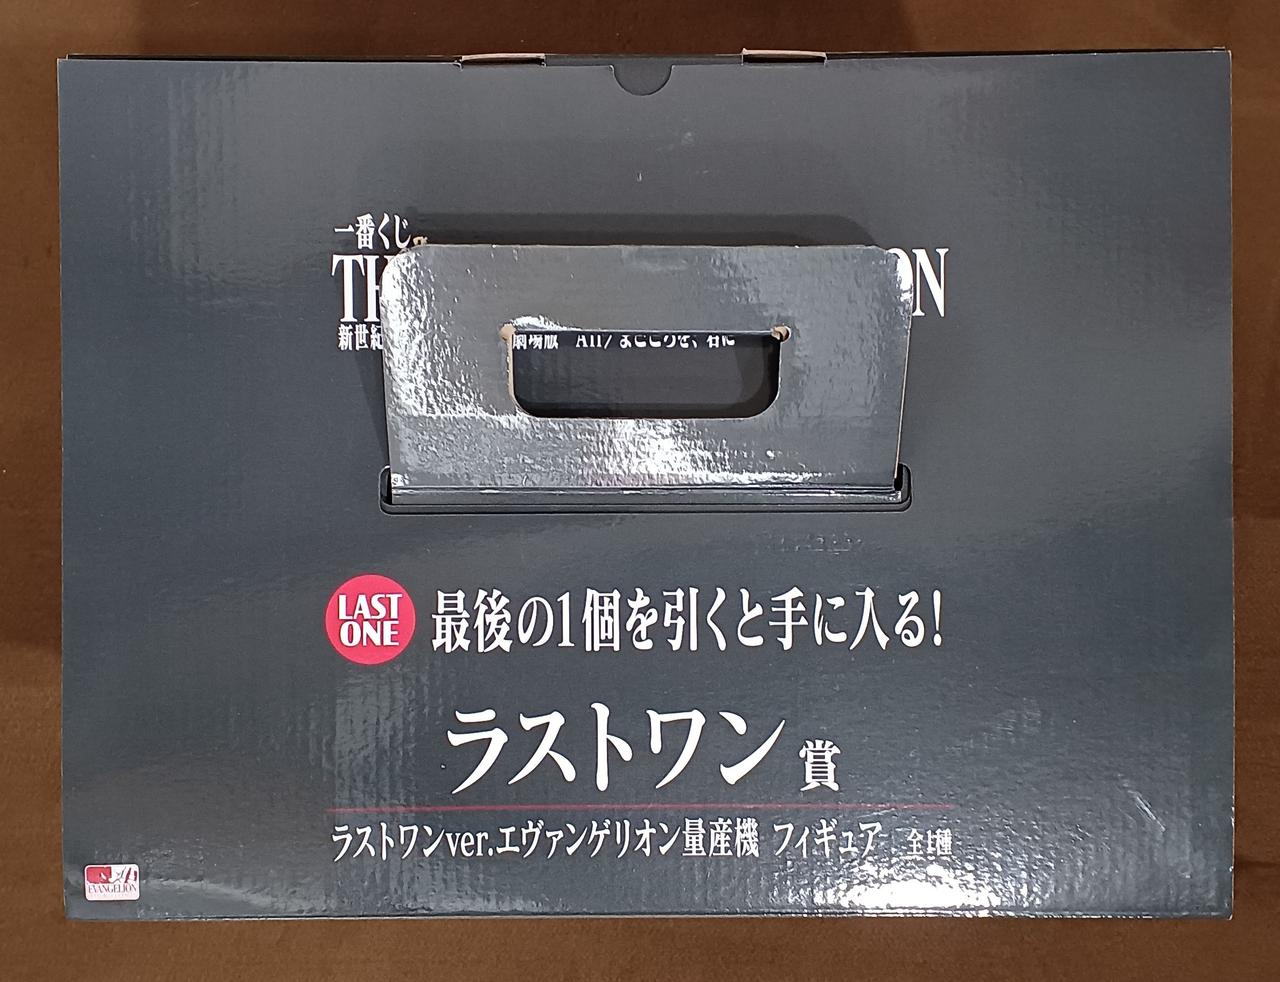 一番くじ
TH ON
新世紀
劇場版 Air/まごころを、君に
LAST
ONE
最後の1個を引くと手に入る!
ラストワン賞
ラストワンver.エヴァンゲリオン量産機 フィギュア 全1種
EVANGELION